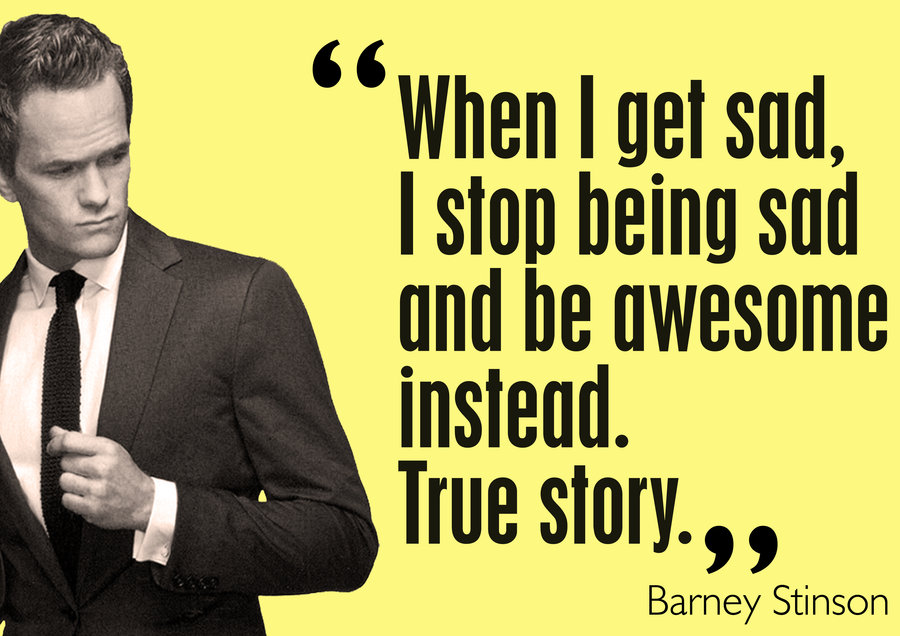 “When I get sad,
I stop being sad
and be awesome
instead.
True story.”
Barney Stinson